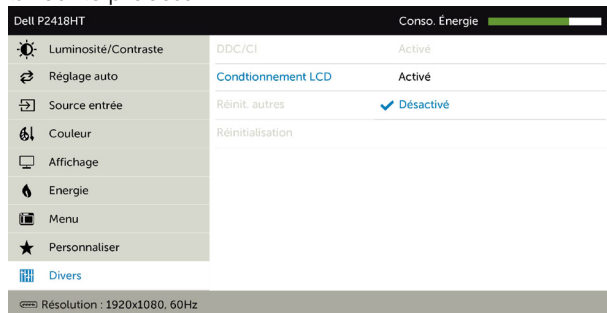 Dell P2418HT Conso. Énergie
Luminosité/Contraste DDC/CI Activé
Réglage auto Condtionnement LCD Activé
Source entrée Réinit. autres Désactivé
Couleur Réinitialisation
Affichage
Energie
Menu
Personnaliser
Divers
Résolution : 1920x1080, 60Hz